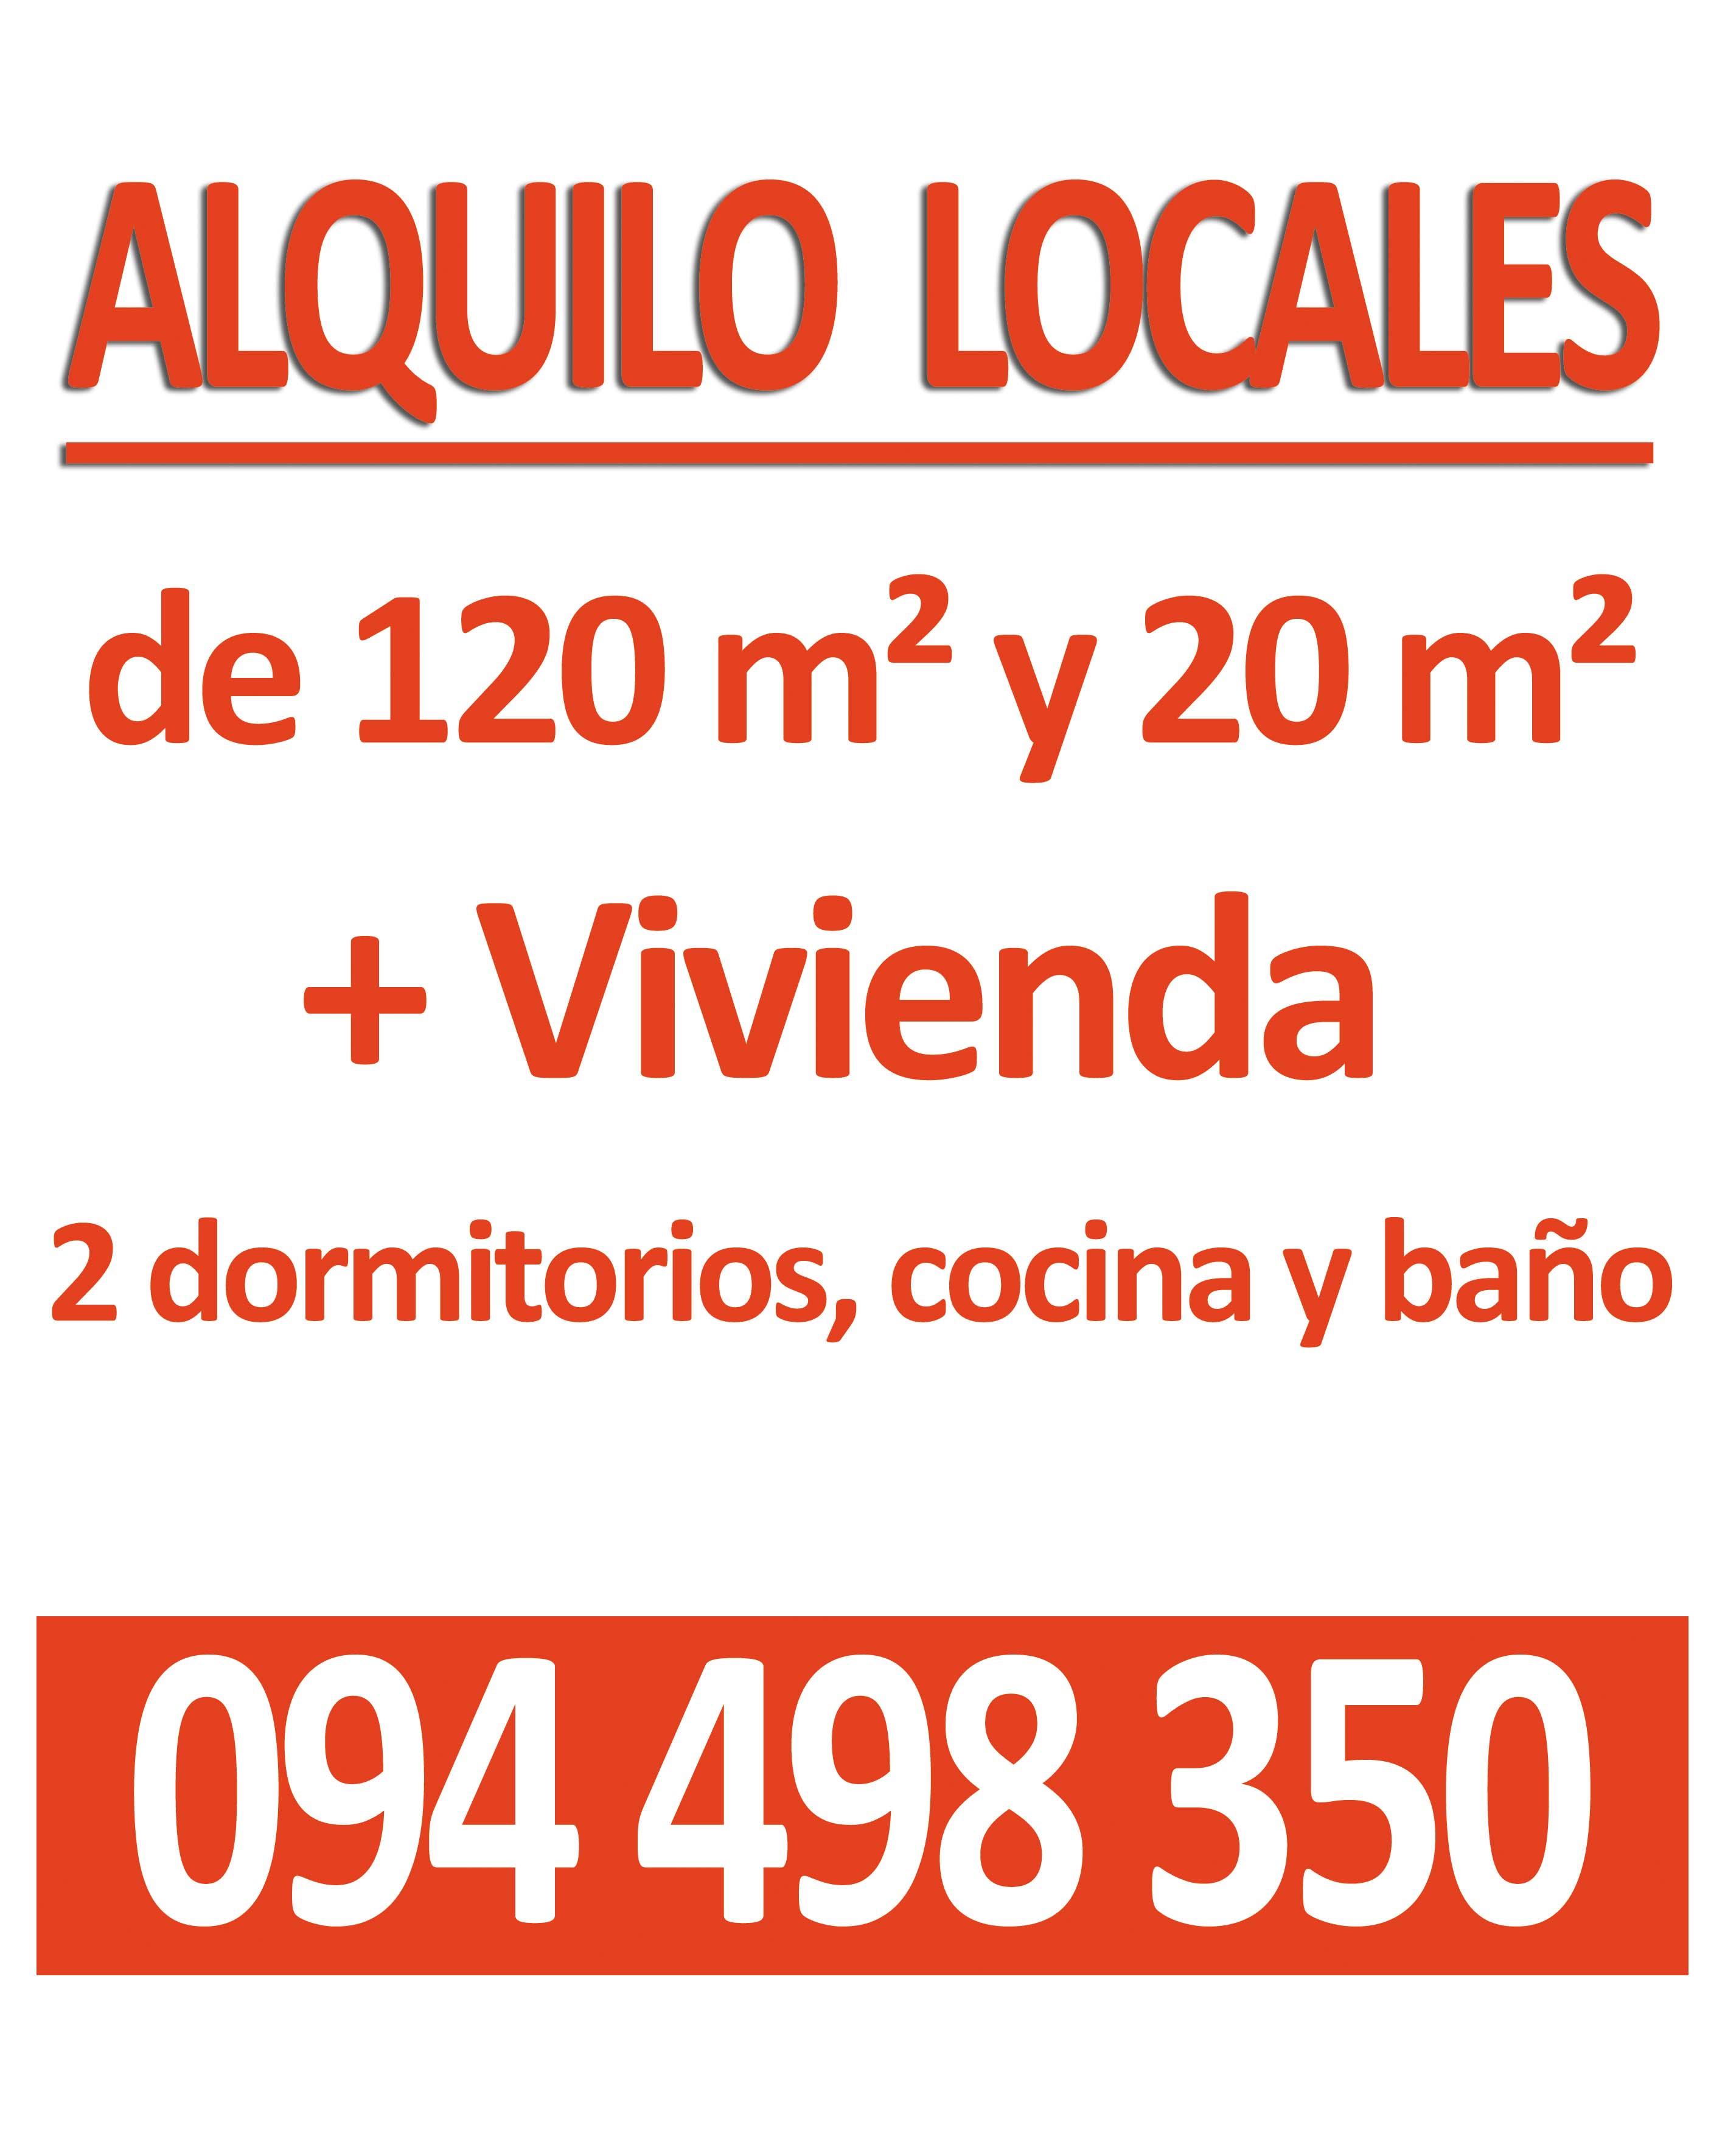 ALQUILO LOCALES
de 120 m² y 20 m²
+ Vivienda
2 dormitorios, cocina y baño
094 498 350